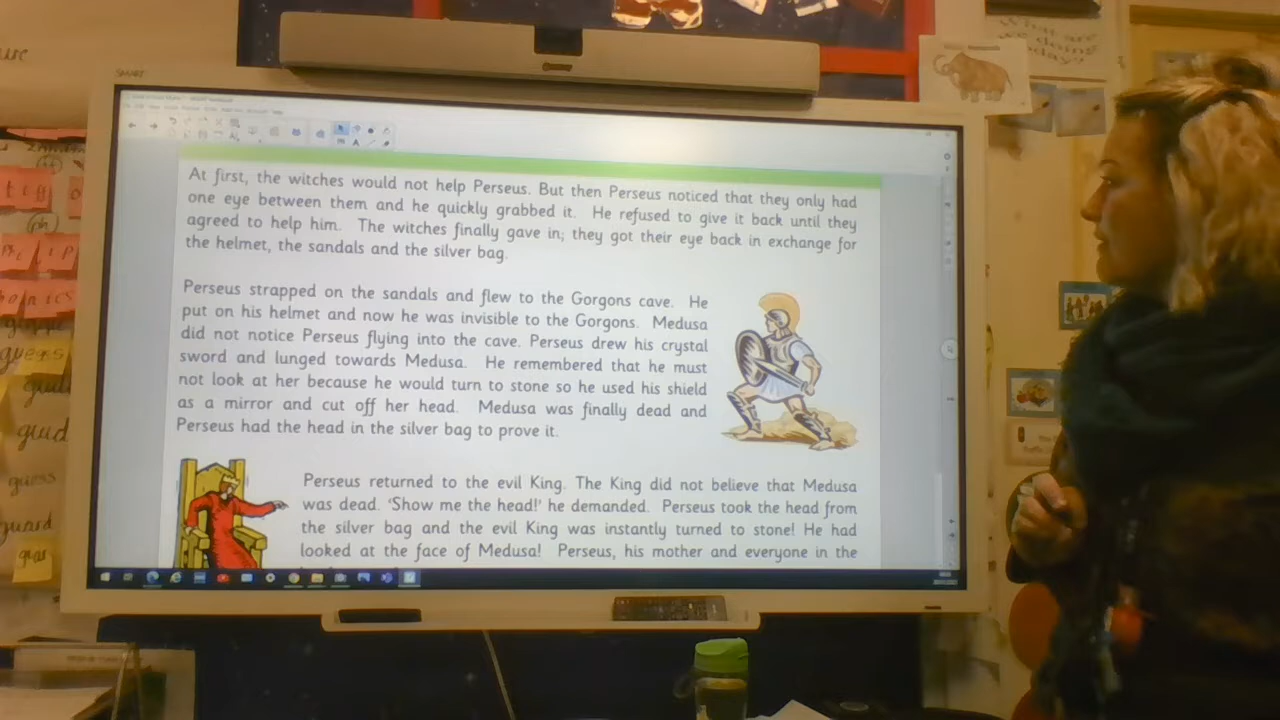 SMART
At first, the witches would not help Perseus. But then Perseus noticed that they only had
one eye between them and he quickly grabbed it. He refused to give it back until they
agreed to help him. The witches finally gave in; they got their eye back in exchange for
the helmet, the sandals and the silver bag.
Perseus strapped on the sandals and flew to the Gorgons cave. He
put on his helmet and now he was invisible to the Gorgons. Medusa
did not notice Perseus flying into the cave. Perseus drew his crystal
sword and lunged towards Medusa. He remembered that he must
not look at her because he would turn to stone so he used his shield
as a mirror and cut off her head. Medusa was finally dead and
Perseus had the head in the silver bag to prove it.
Perseus returned to the evil King. The King did not believe that Medusa
was dead. 'Show me the head!' he demanded. Perseus took the head from
the silver bag and the evil King was instantly turned to stone! He had
looked at the face of Medusa! Perseus, his mother and everyone in the
What are
we doing
today?
guess
guard